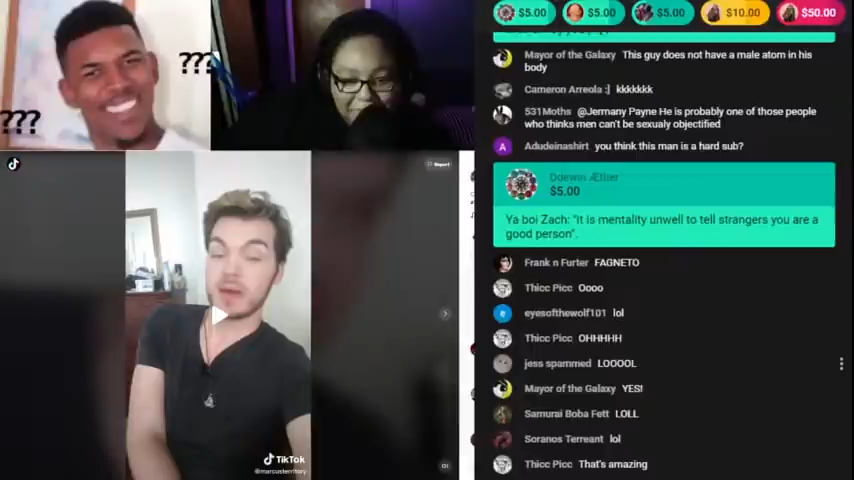 $5.00
$5.00
$5.00
$10.00
$50.00
???
???
Mayor of the Galaxy This guy does not have a male atom in his
body
Cameron Arreola :] kkkkkkk
531Moths @Jermany Payne He is probably one of those people
who thinks men can't be sexualy objectified
A
Adudeinashirt you think this man is a hard sub?
Ddewin Æther
$5.00
Ya boi Zach: "It is mentality unwell to tell strangers you are a
good person".
Frank n Furter FAGNETO
Thicc Picc Oooo
e
eyesofthewolf101 lol
Thicc Picc OHHHHH
jess spammed LOOOOL
Mayor of the Galaxy YES!
Samurai Boba Fett LOLL
Soranos Terreant lol
Thicc Picc That's amazing
Report
TikTok
@marcusterritory